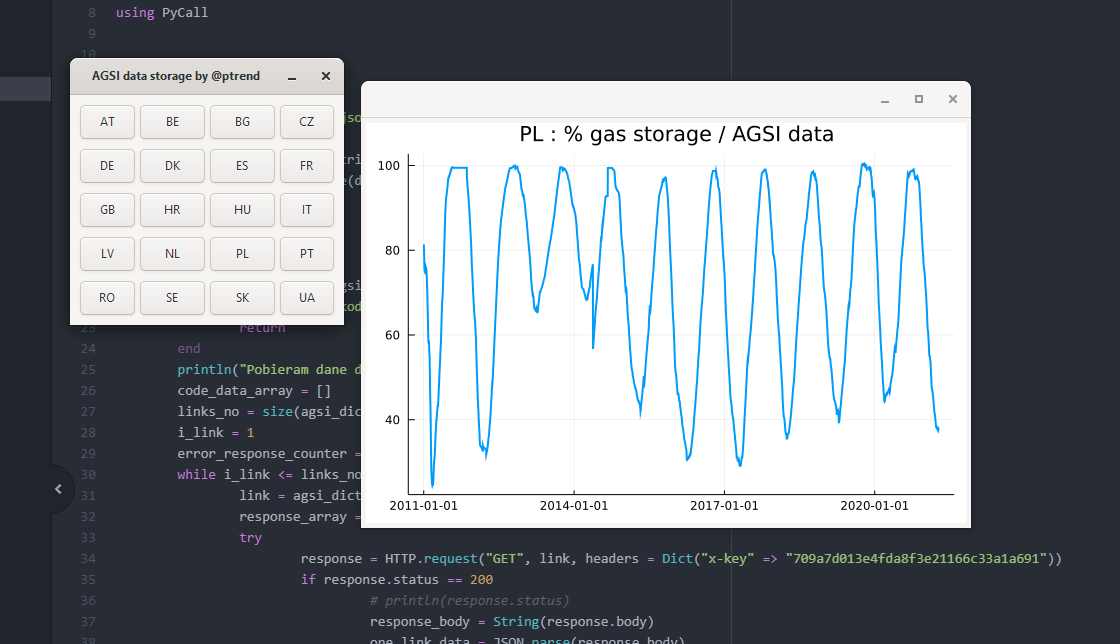 8 using PyCall
9
10
AGSI data storage by @ptrend
AT BE BG CZ
DE DK ES FR
GB HR HU IT
LV NL PL PT
RO SE SK UA
PL : % gas storage / AGSI data
100
80
60
40
2011-01-01 2014-01-01 2017-01-01 2020-01-01
23 return
24 end
25 println("Pobieram dane d
26 code_data_array = []
27 links_no = size(agsi_dic
28 i_link = 1
29 error_response_counter =
30 while i_link <= links_no
31 link = agsi_dict
32 response_array =
33 try
34 response = HTTP.request("GET", link, headers = Dict("x-key" => "709a7d013e4fda8f3e21166c33a1a691"))
35 if response.status == 200
36 # println(response.status)
37 response_body = String(response.body)
38 one_link_data = JSON.parse(response_body)